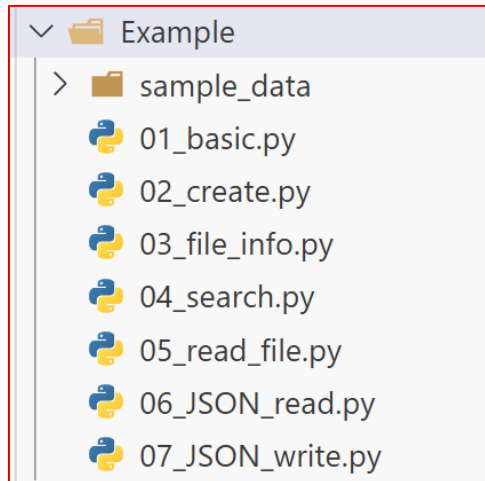 Example
sample_data
01_basic.py
02_create.py
03_file_info.py
04_search.py
05_read_file.py
06_JSON_read.py
07_JSON_write.py